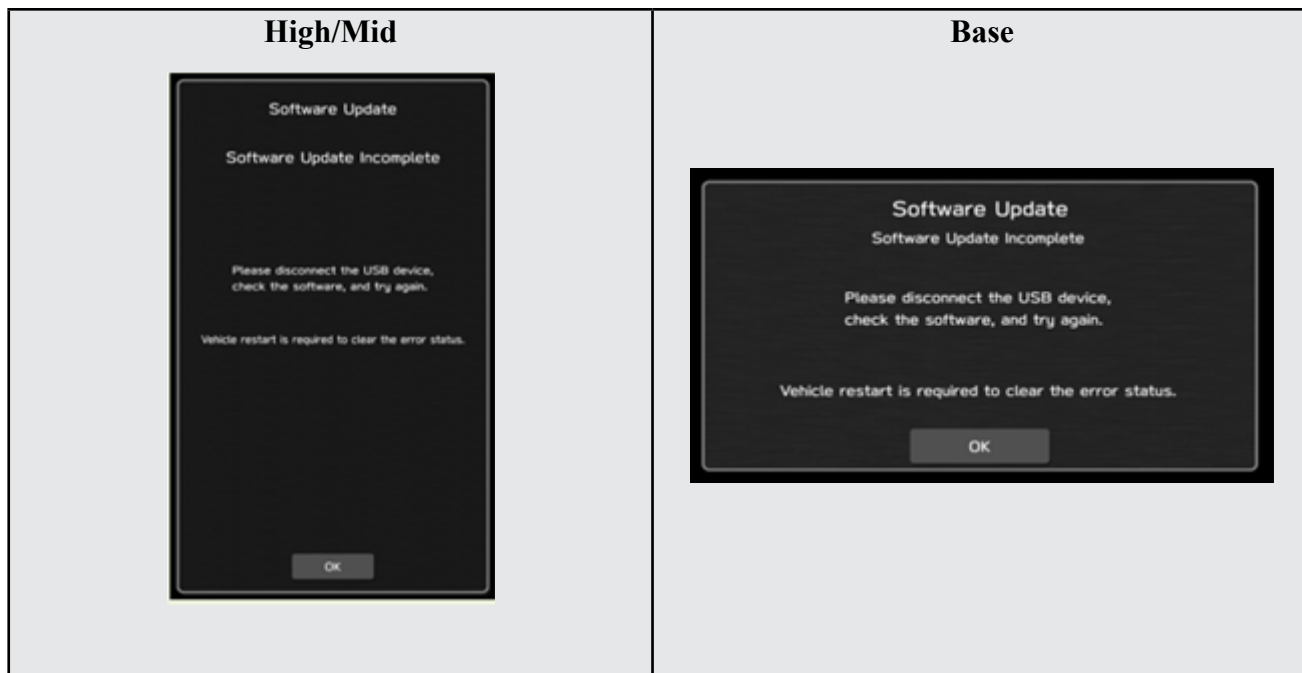 High/Mid
Software Update
Software Update Incomplete
Please disconnect the USB device,
check the software, and try again.
Vehicle restart is required to clear the error status.
OK
Base
Software Update
Software Update Incomplete
Please disconnect the USB device,
check the software, and try again.
Vehicle restart is required to clear the error status.
OK